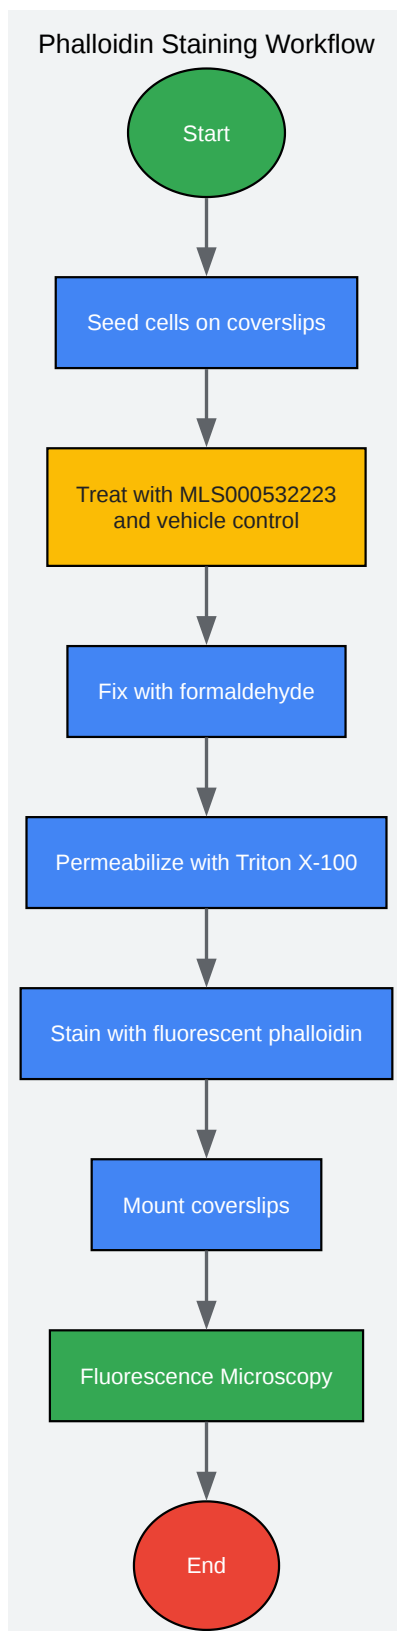 Phalloidin Staining Workflow
Start
Seed cells on coverslips
Treat with MLS000532223
and vehicle control
Fix with formaldehyde
Permeabilize with Triton X-100
Stain with fluorescent phalloidin
Mount coverslips
Fluorescence Microscopy
End